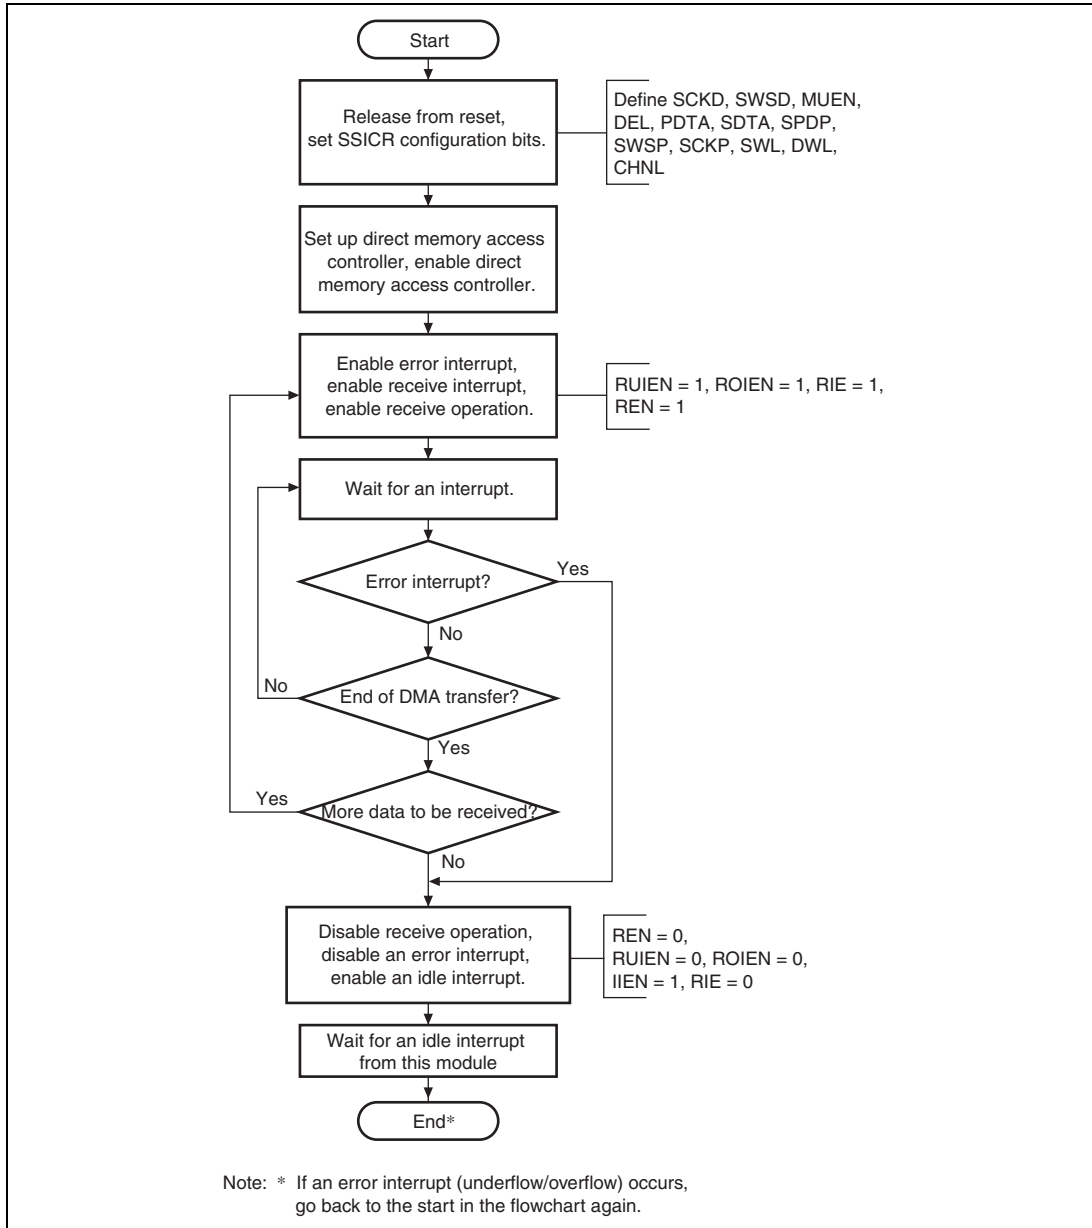 Start
Release from reset,
set SSICR configuration bits.
Define SCKD, SWSD, MUEN,
DEL, PDTA, SDTA, SPDP,
SWSP, SCKP, SWL, DWL,
CHNL
Set up direct memory access
controller, enable direct
memory access controller.
Enable error interrupt,
enable receive interrupt,
enable receive operation.
RUIEN = 1, ROIEN = 1, RIE = 1,
REN = 1
Wait for an interrupt.
Error interrupt?
Yes
No
End of DMA transfer?
No
Yes
More data to be received?
Yes
No
Disable receive operation,
disable an error interrupt,
enable an idle interrupt.
REN = 0,
RUIEN = 0, ROIEN = 0,
IIEN = 1, RIE = 0
Wait for an idle interrupt
from this module
End*
Note: * If an error interrupt (underflow/overflow) occurs,
go back to the start in the flowchart again.